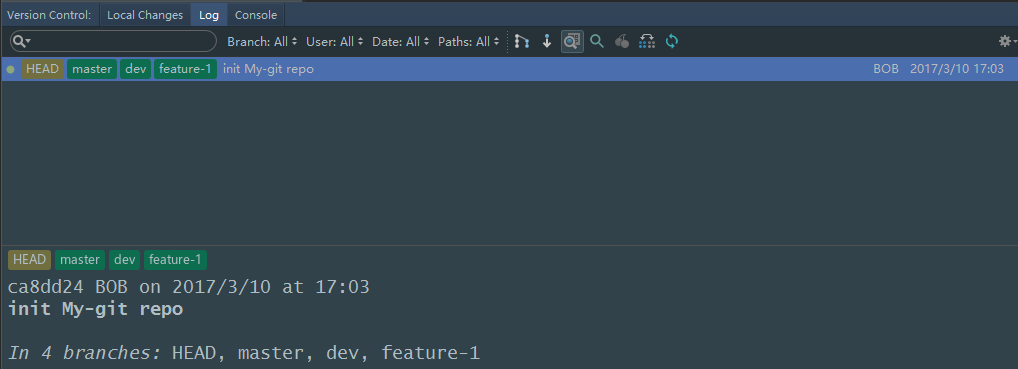 Version Control: Local Changes Log Console
Branch: All User: All Date: All Paths: All
HEAD master dev feature-1 init My-git repo BOB 2017/3/10 17:03
HEAD master dev feature-1
ca8dd24 BOB on 2017/3/10 at 17:03
init My-git repo
In 4 branches: HEAD, master, dev, feature-1